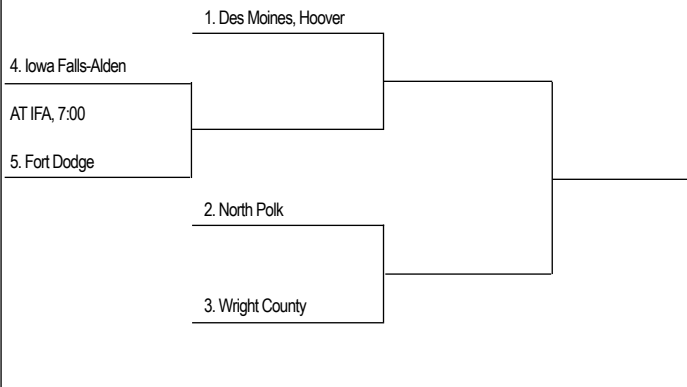 1. Des Moines, Hoover
4. Iowa Falls-Alden
AT IFA, 7:00
5. Fort Dodge
2. North Polk
3. Wright County